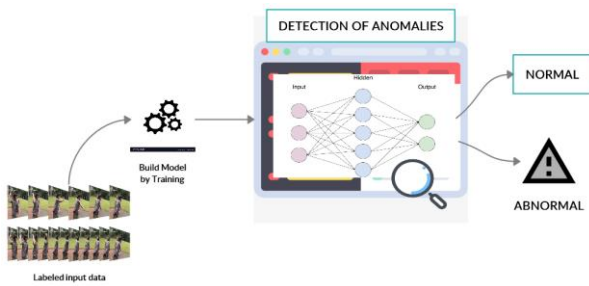 DETECTION OF ANOMALIES
Hidden
Input
Output
NORMAL
Build Model
by Training
ABNORMAL
Labeled input data